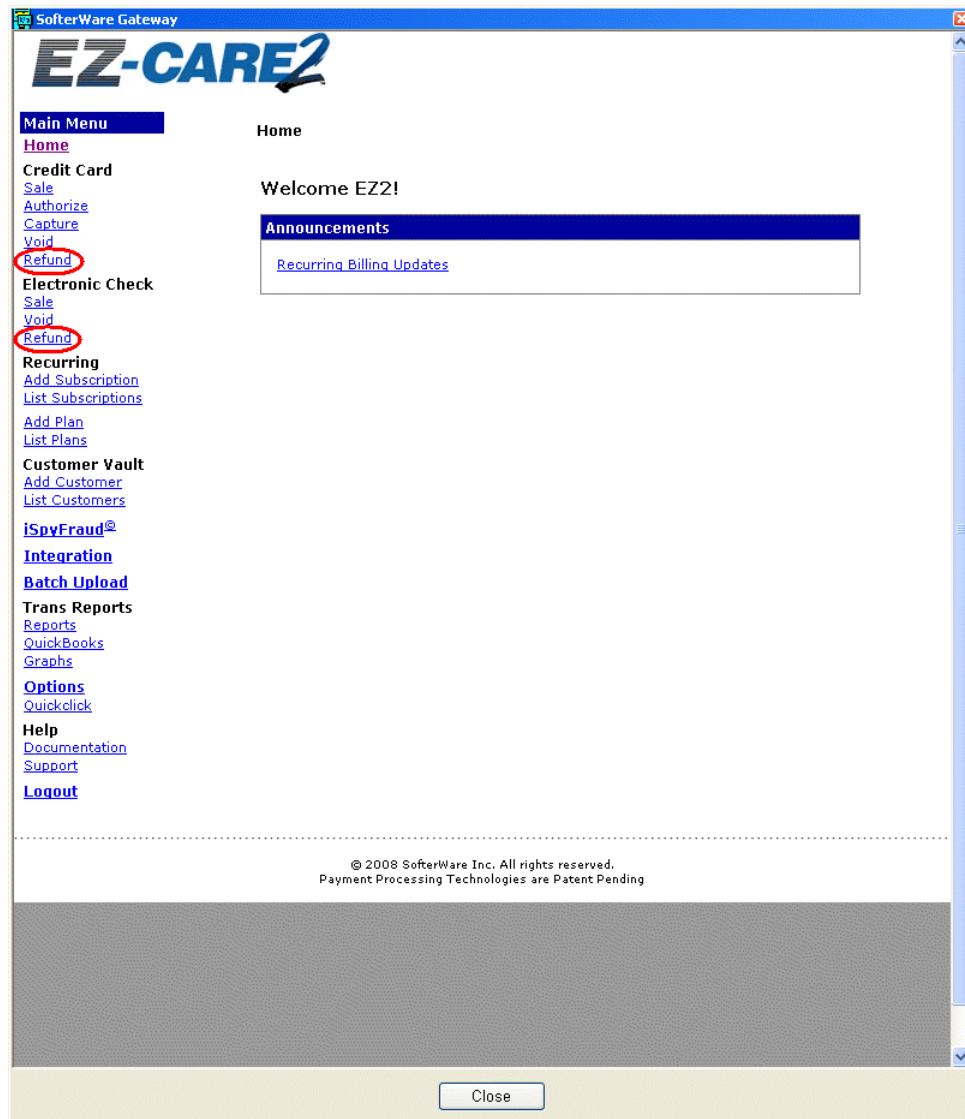 SofterWare Gateway
EZ-CARE2
Main Menu
Home
Credit Card
Sale
Authorize
Capture
Void
Refund
Electronic Check
Sale
Void
Refund
Recurring
Add Subscription
List Subscriptions
Add Plan
List Plans
Customer Vault
Add Customer
List Customers
iSpyFraud©
Integration
Batch Upload
Trans Reports
Reports
QuickBooks
Graphs
Options
Quickclick
Help
Documentation
Support
Logout
Home
Welcome EZ2!
Announcements
Recurring Billing Updates
© 2008 SofterWare Inc. All rights reserved.
Payment Processing Technologies are Patent Pending
Close